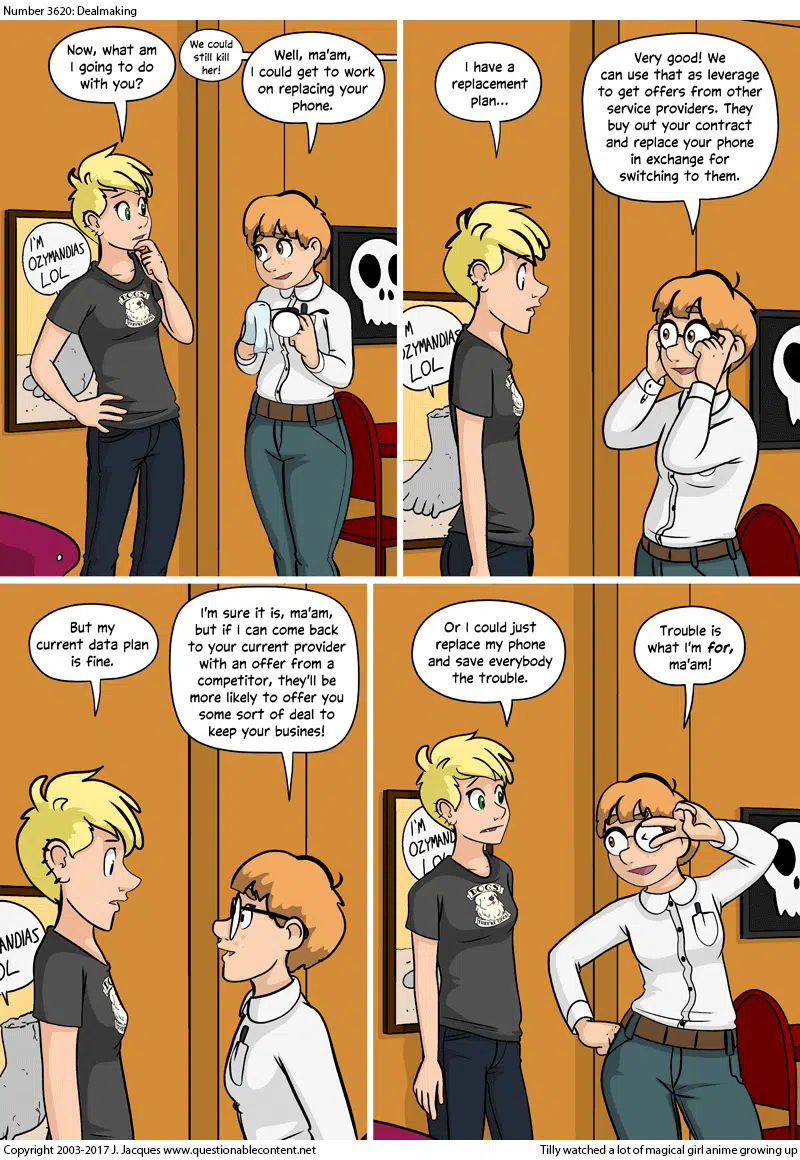 Number 3620: Dealmaking
Now, what am
I going to do
with you?
We could
still kill
her!
Well, ma'am,
I could get to work
on replacing your
phone.
I'M
OZYMANDIAS
LOL
I have a
replacement
plan...
Very good! We
can use that as leverage
to get offers from other
service providers. They
buy out your contract
and replace your phone
in exchange for
switching to them.
M
OZYMANDIAS
LOL
But my
current data plan
is fine.
I'm sure it is, ma'am,
but if I can come back
to your current provider
with an offer from a
competitor, they'll be
more likely to offer you
some sort of deal to
keep your busines!
ANDIAS
OL
Or I could just
replace my phone
and save everybody
the trouble.
Trouble is
what I'm for,
ma'am!
I'M
OZYMAND
LO
Copyright 2003-2017 J. Jacques www.questionablecontent.net
Tilly watched a lot of magical girl anime growing up